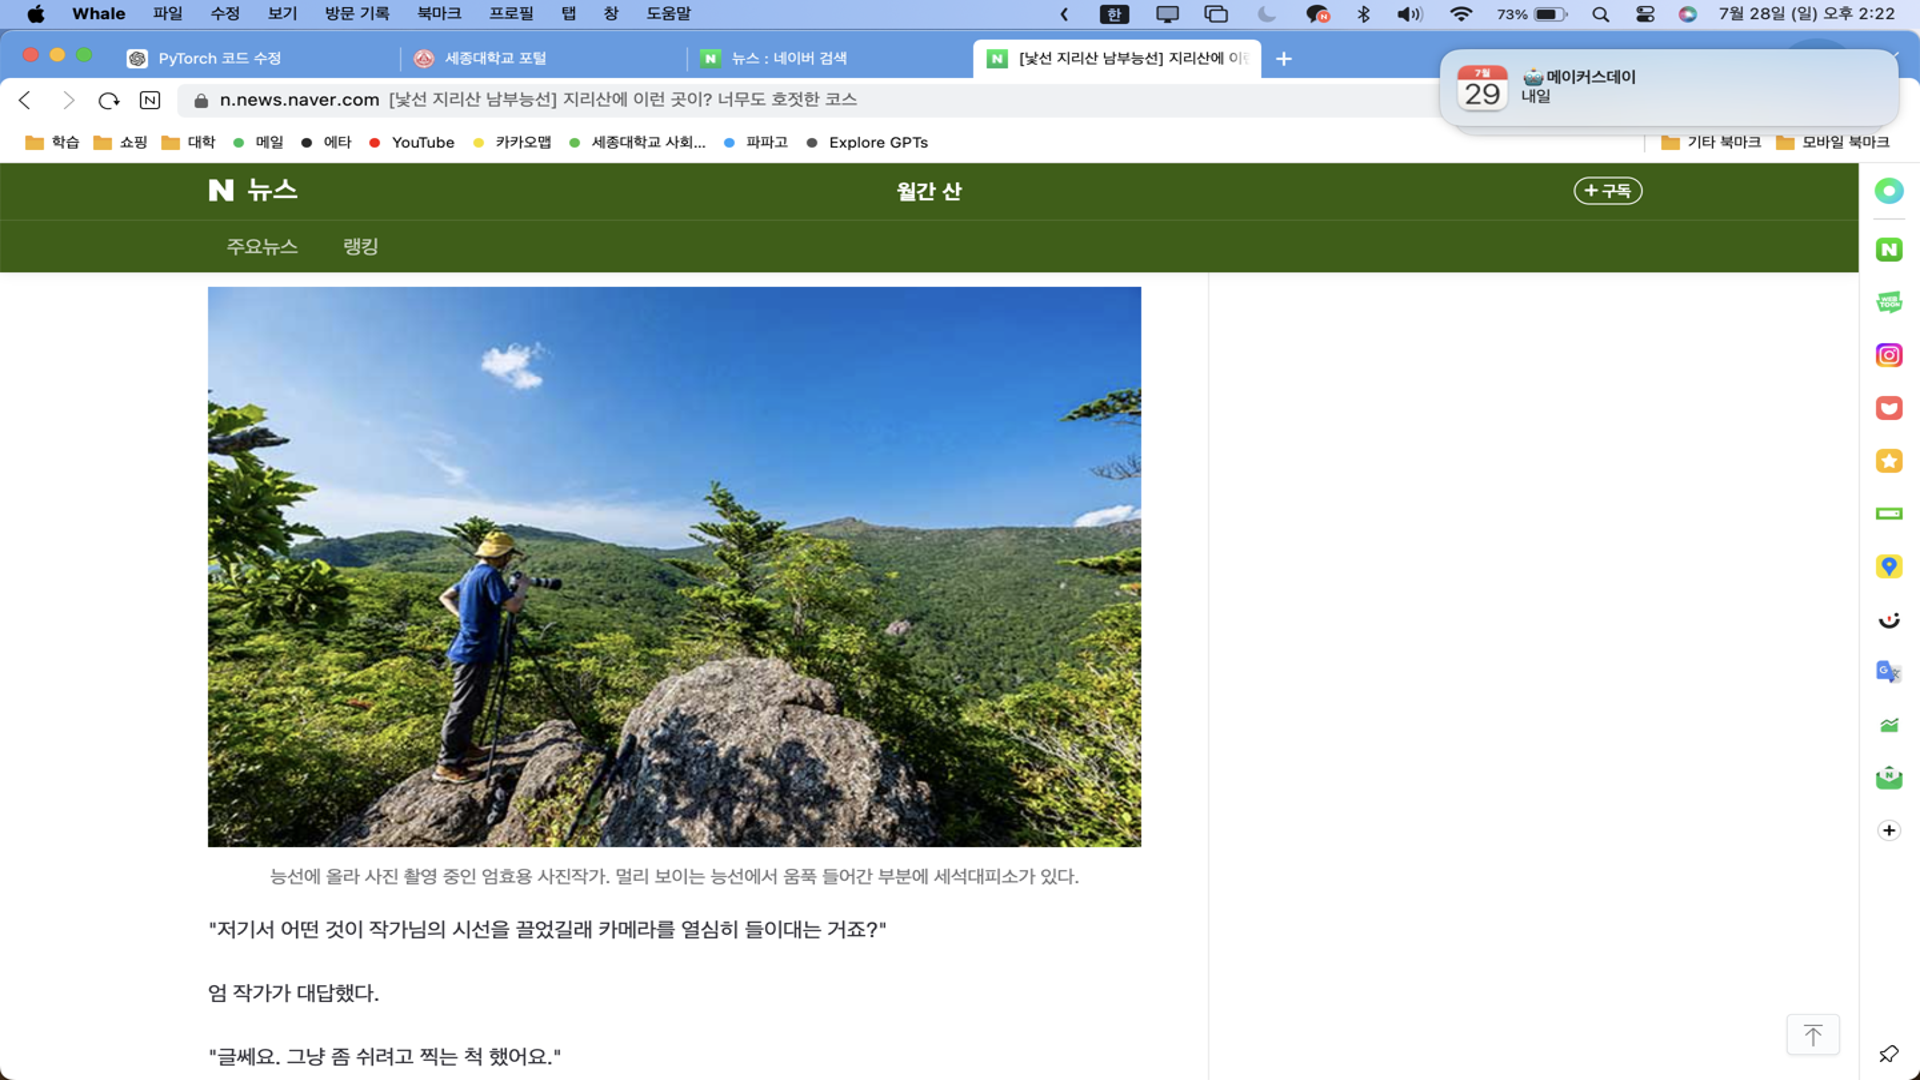 Whale 파일 수정 보기 방문 기록 북마크 프로필 탭 창 도움말 한 73% 7월 28일 (일) 오후 2:22
PyTorch 코드 수정 세종대학교 포털 뉴스 : 네이버 검색 [낯선 지리산 남부능선] 지리산에 이런
7월 29 메이커스데이
내일
n.news.naver.com [낯선 지리산 남부능선] 지리산에 이런 곳이? 너무도 호젓한 코스
학습 쇼핑 대학 메일 에타 YouTube 카카오맵 세종대학교 사회... 파파고 Explore GPTs 기타 북마크 모바일 북마크
N 뉴스 월간 산 + 구독
주요뉴스 랭킹
WEB TOON
능선에 올라 사진 촬영 중인 엄효용 사진작가. 멀리 보이는 능선에서 움푹 들어간 부분에 세석대피소가 있다.
"저기서 어떤 것이 작가님의 시선을 끌었길래 카메라를 열심히 들이대는 거죠?"
엄 작가가 대답했다.
"글쎄요. 그냥 좀 쉬려고 찍는 척 했어요."